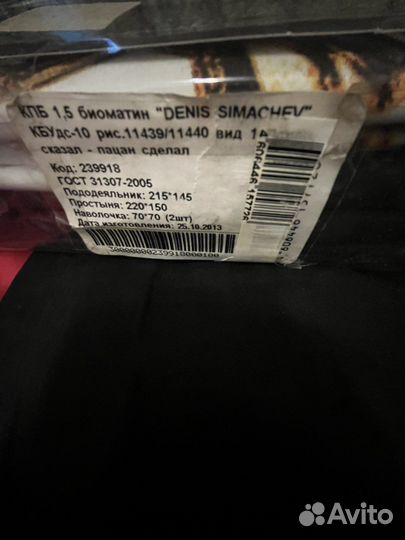 КПБ 1,5 биоматин "DENIS SIMACHEV"
КБУдс-10 рис.11439/11440 вид 1
сказал - пацан сделал
Код: 239918
ГОСТ 31307-2005
Пододеяльник: 215*145
Простыня: 220*150
Наволочка: 70*70 (2шт)
Дата изготовления: 25.10.2013
Avito